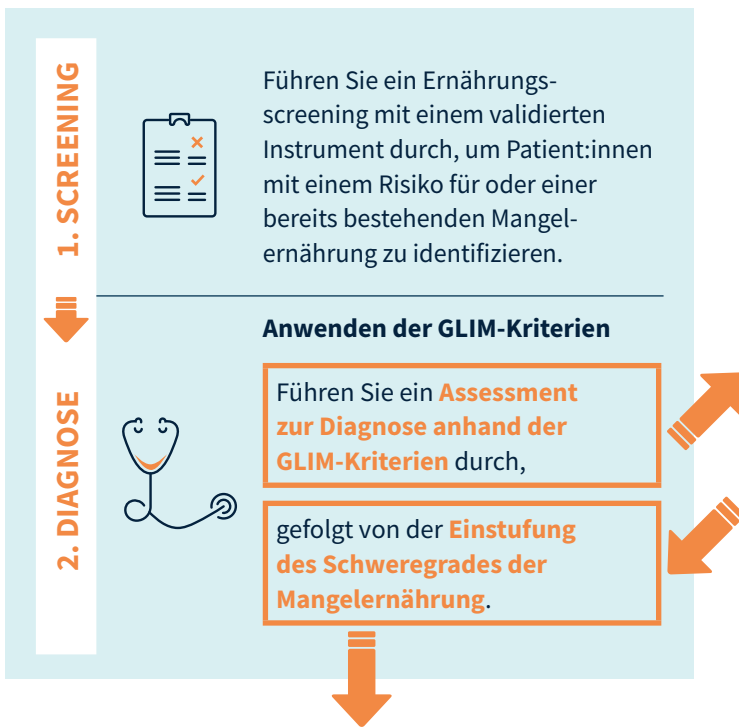 1. SCREENING
Führen Sie ein Ernährungs-
screening mit einem validierten
Instrument durch, um Patient:innen
mit einem Risiko für oder einer
bereits bestehenden Mangel-
ernährung zu identifizieren.
2. DIAGNOSE
Anwenden der GLIM-Kriterien
Führen Sie ein Assessment
zur Diagnose anhand der
GLIM-Kriterien durch,
gefolgt von der Einstufung
des Schweregrades der
Mangelernährung.